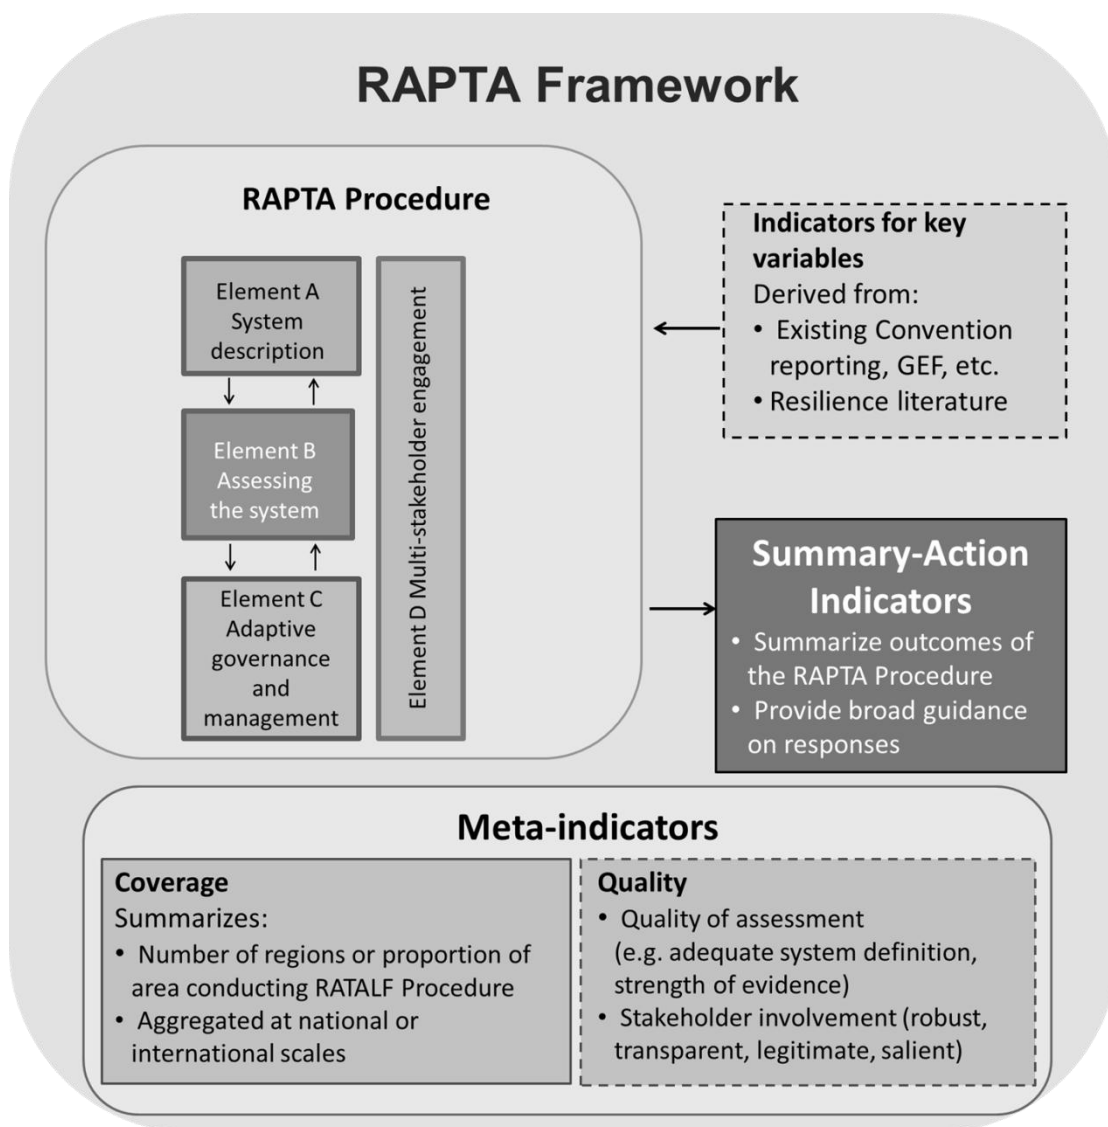 RAPTA Framework
RAPTA Procedure
Element A
System
description
Element B
Assessing
the system
Element C
Adaptive
governance
and
management
Element D Multi-stakeholder engagement
Indicators for key
variables
Derived from:
• Existing Convention
reporting, GEF, etc.
• Resilience literature
Summary-Action
Indicators
• Summarize outcomes of
the RAPTA Procedure
• Provide broad guidance
on responses
Meta-indicators
Coverage
Summarizes:
• Number of regions or proportion of
area conducting RATALF Procedure
• Aggregated at national or
international scales
Quality
• Quality of assessment
(e.g. adequate system definition,
strength of evidence)
• Stakeholder involvement (robust,
transparent, legitimate, salient)